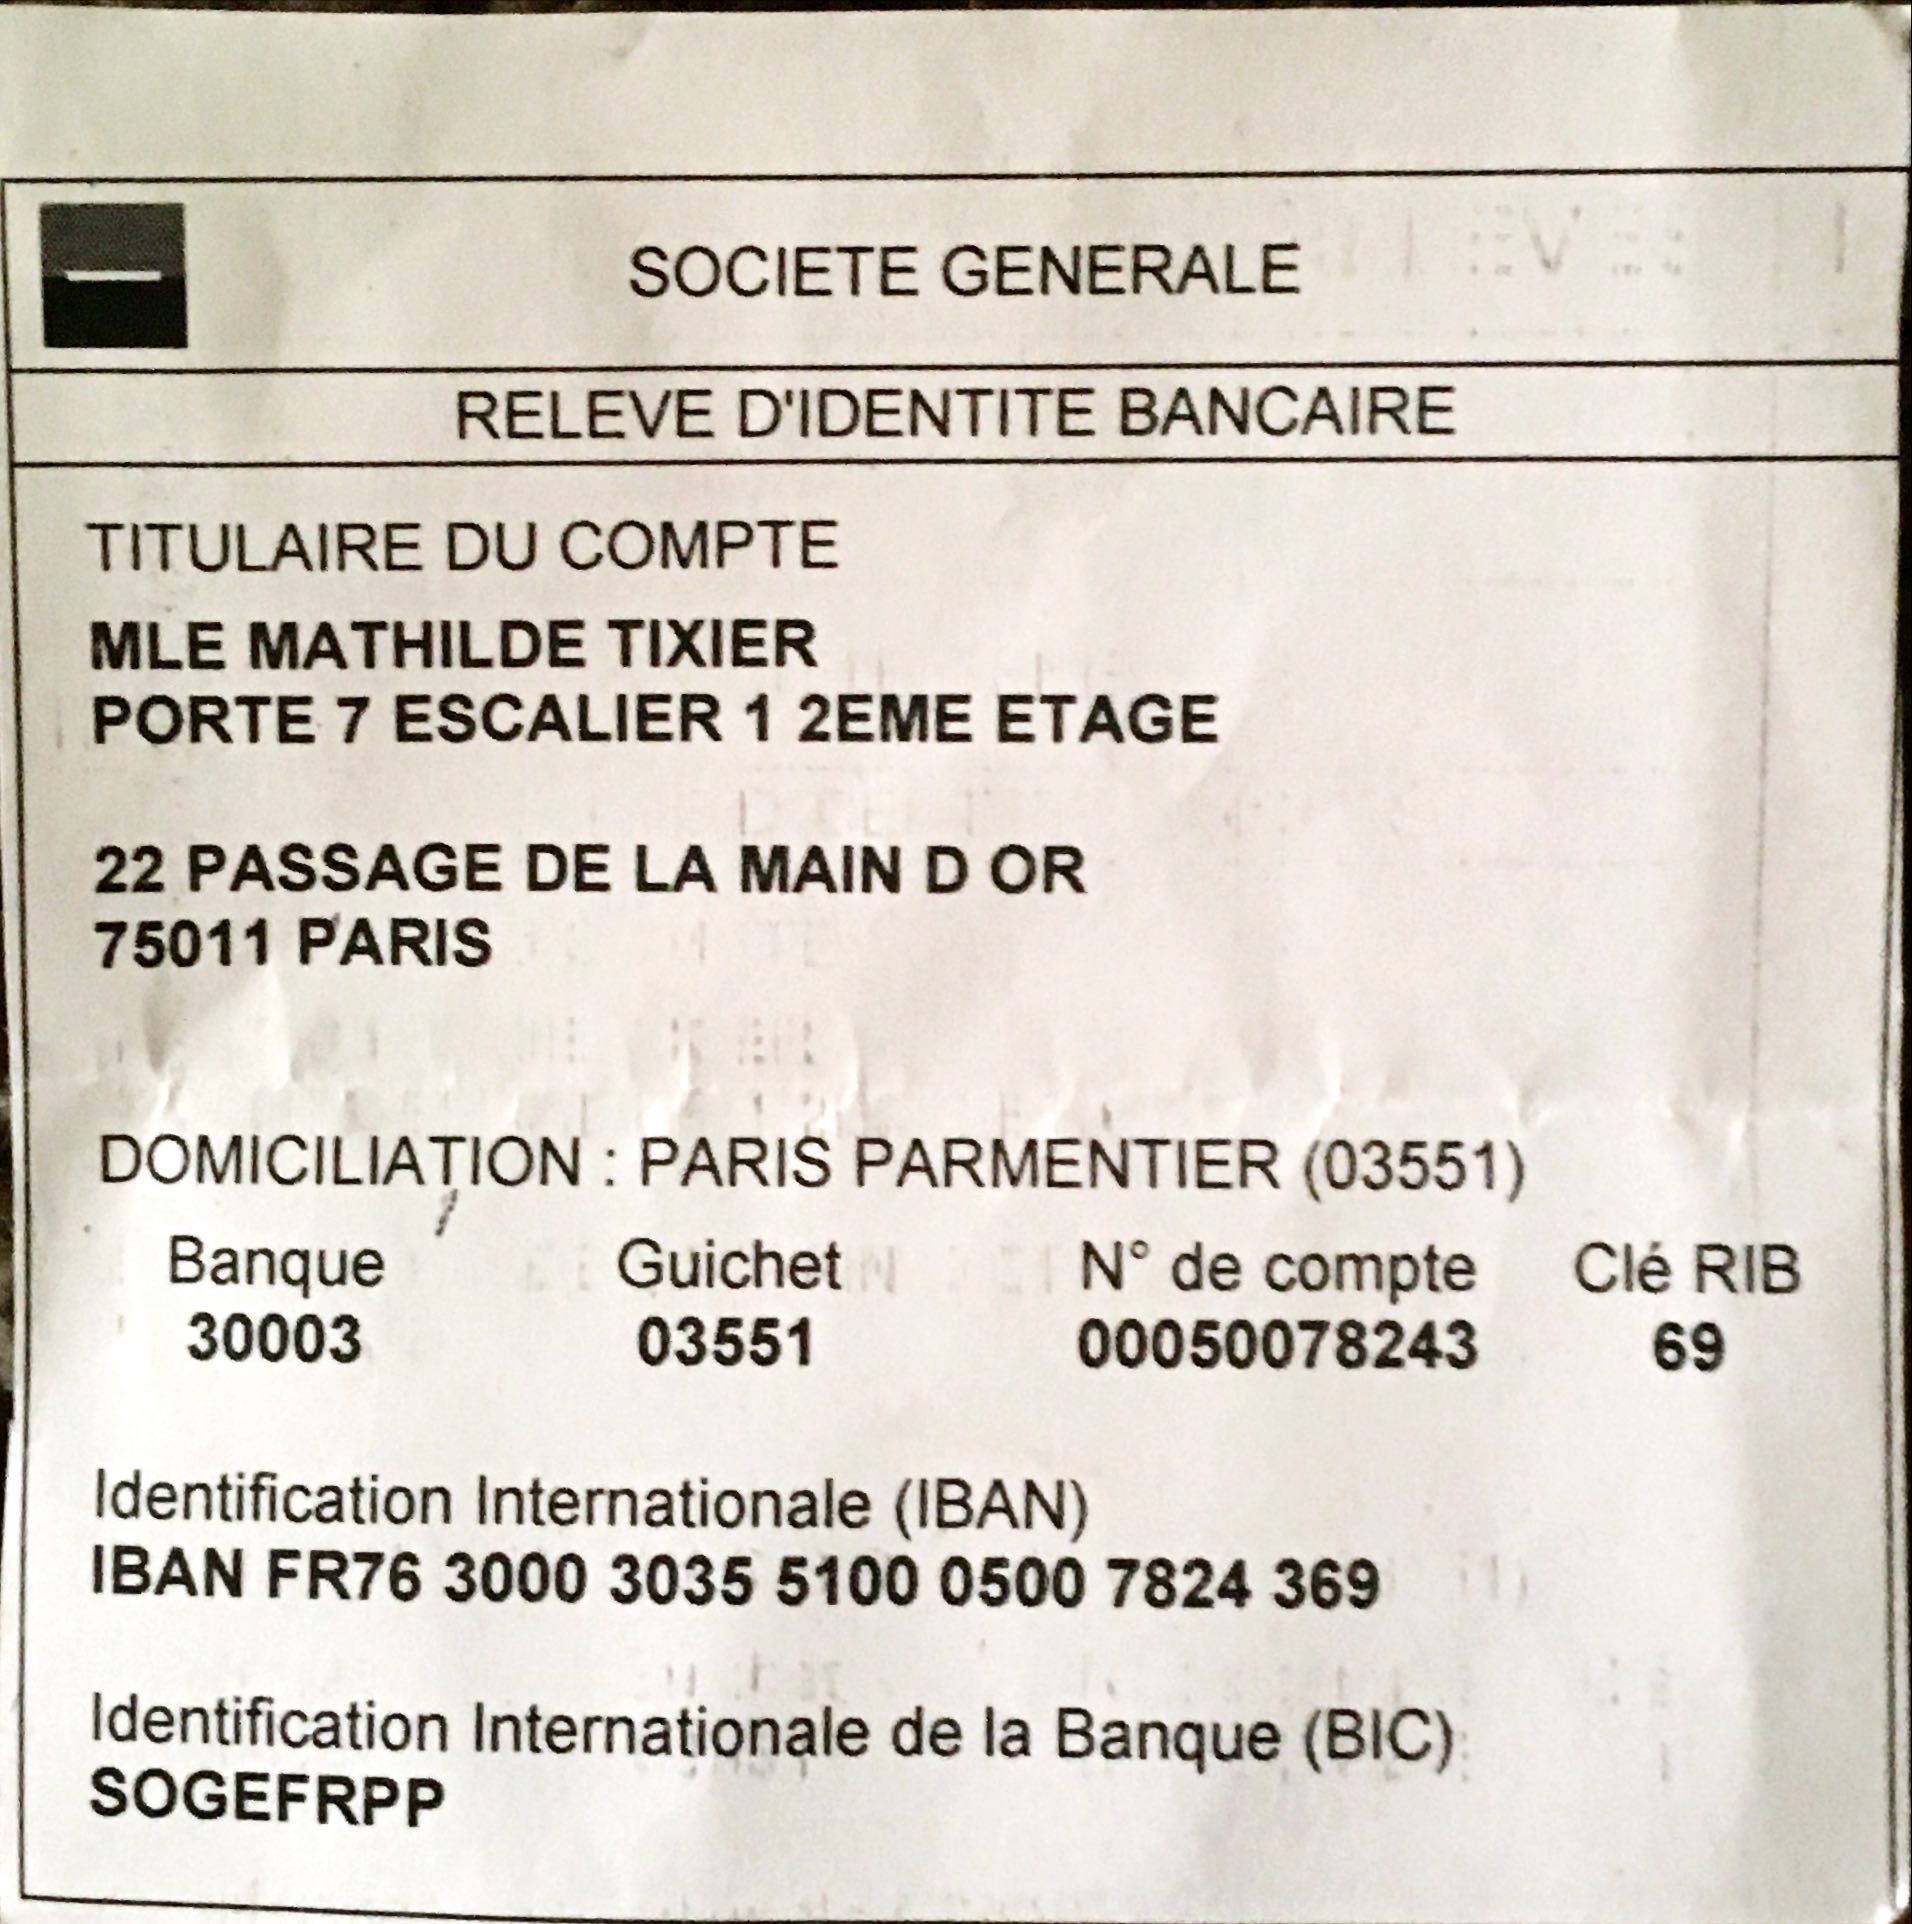 SOCIETE GENERALE
RELEVE D'IDENTITE BANCAIRE
TITULAIRE DU COMPTE
MLE MATHILDE TIXIER
PORTE 7 ESCALIER 1 2EME ETAGE
22 PASSAGE DE LA MAIN D OR
75011 PARIS
DOMICILIATION : PARIS PARMENTIER (03551)
Banque Guichet N° de compte Clé RIB
30003 03551 00050078243 69
Identification Internationale (IBAN)
IBAN FR76 3000 3035 5100 0500 7824 369
Identification Internationale de la Banque (BIC)
SOGEFRPP